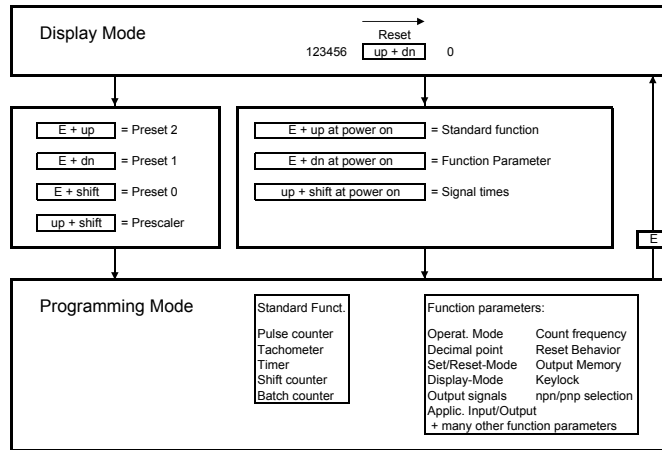 Display Mode
Reset
123456 up + dn 0
E + up = Preset 2
E + dn = Preset 1
E + shift = Preset 0
up + shift = Prescaler
E + up at power on = Standard function
E + dn at power on = Function Parameter
up + shift at power on = Signal times
E
Programming Mode
Standard Funct.
Pulse counter
Tachometer
Timer
Shift counter
Batch counter
Function parameters:
Operat. Mode Count frequency
Decimal point Reset Behavior
Set/Reset-Mode Output Memory
Display-Mode Keylock
Output signals npn/pnp selection
Applic. Input/Output
+ many other function parameters